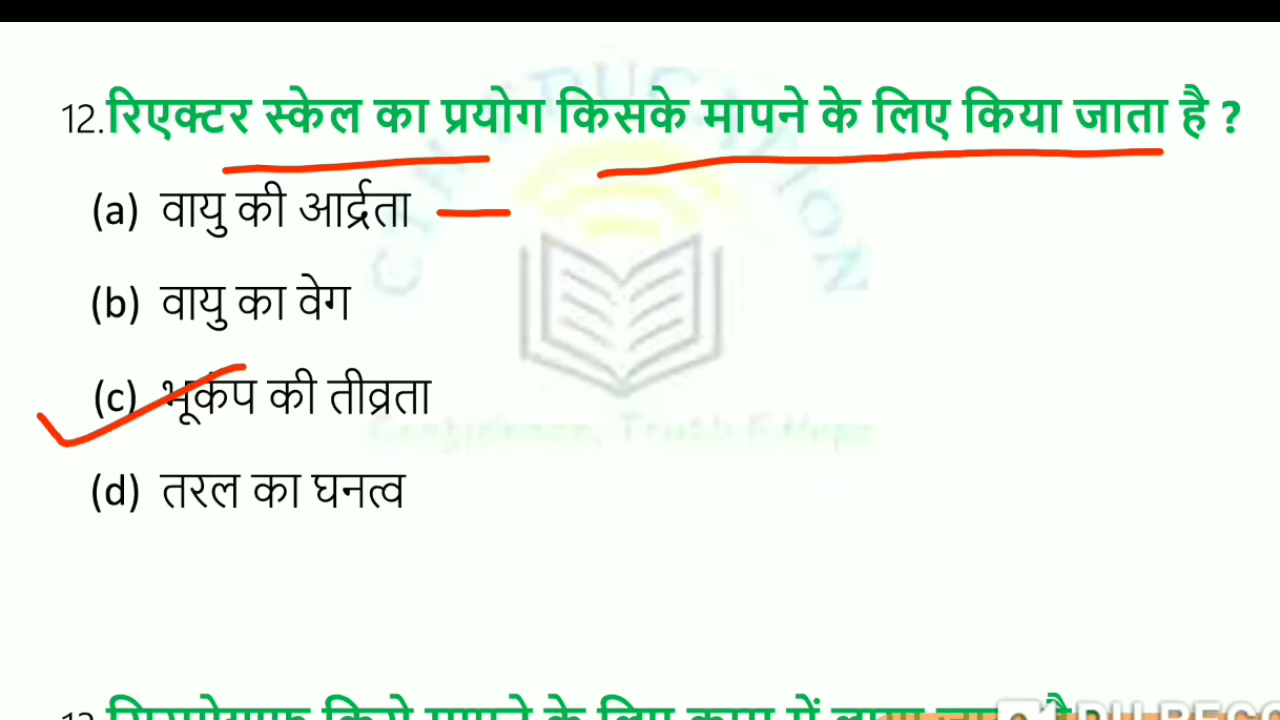 12.रिएक्टर स्केल का प्रयोग किसके मापने के लिए किया जाता है ?
(a) वायु की आर्द्रता
(b) वायु का वेग
(c) भूकंप की तीव्रता
(d) तरल का घनत्व